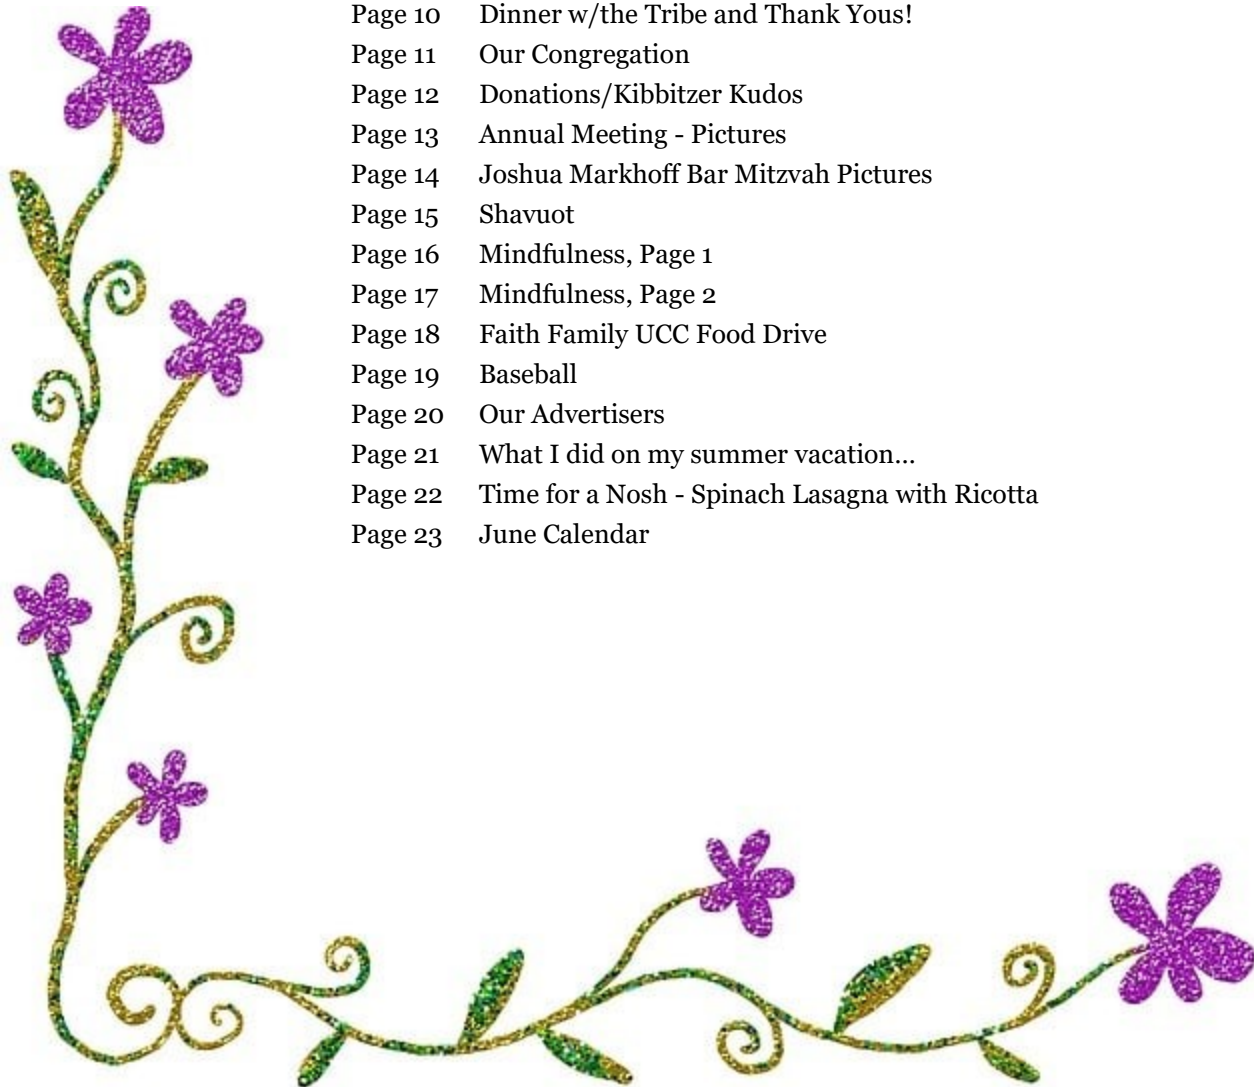 Page 10 Dinner w/the Tribe and Thank Yous!
Page 11 Our Congregation
Page 12 Donations/Kibbitzer Kudos
Page 13 Annual Meeting - Pictures
Page 14 Joshua Markhoff Bar Mitzvah Pictures
Page 15 Shavuot
Page 16 Mindfulness, Page 1
Page 17 Mindfulness, Page 2
Page 18 Faith Family UCC Food Drive
Page 19 Baseball
Page 20 Our Advertisers
Page 21 What I did on my summer vacation...
Page 22 Time for a Nosh - Spinach Lasagna with Ricotta
Page 23 June Calendar